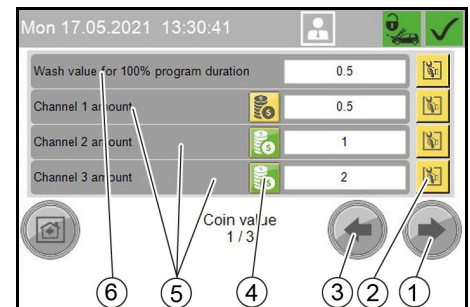 Mon 17.05.2021 13:30:41
Wash value for 100% program duration 0.5
Channel 1 amount 0.5
Channel 2 amount 1
Channel 3 amount 2
Coin value
1 / 3
6 5 4 3 2 1